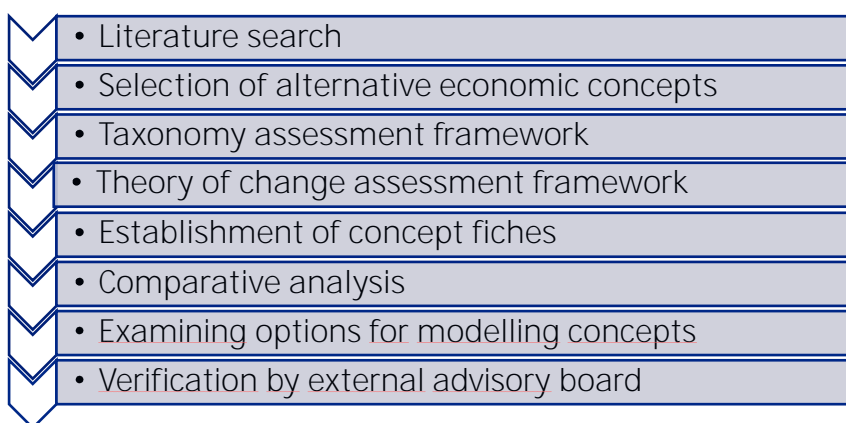 • Literature search
• Selection of alternative economic concepts
• Taxonomy assessment framework
• Theory of change assessment framework
• Establishment of concept fiches
• Comparative analysis
• Examining options for modelling concepts
• Verification by external advisory board